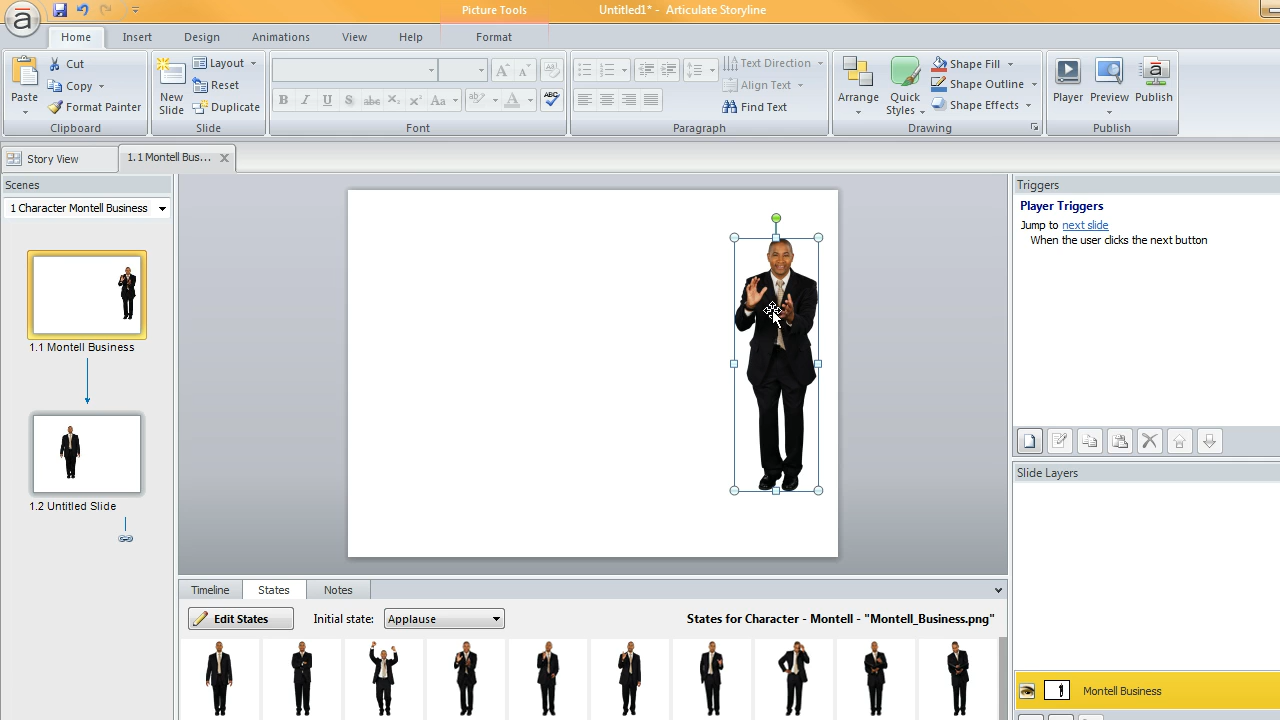 Picture Tools
Untitled1* - Articulate Storyline
Home Insert Design Animations View Help Format
Paste
Cut
Copy
Format Painter
Clipboard
New Slide
Layout
Reset
Duplicate
Slide
B I U S abc X₂ X² Aa
ABC
Font
Text Direction
Align Text
Find Text
Paragraph
Arrange
Quick Styles
Shape Fill
Shape Outline
Shape Effects
Drawing
Player
Preview
Publish
Publish
Story View
1.1 Montell Bus...
Scenes
1 Character Montell Business
1.1 Montell Business
1.2 Untitled Slide
Triggers
Player Triggers
Jump to next slide
When the user clicks the next button
Slide Layers
Montell Business
Timeline States Notes
Edit States
Initial state: Applause
States for Character - Montell - "Montell_Business.png"